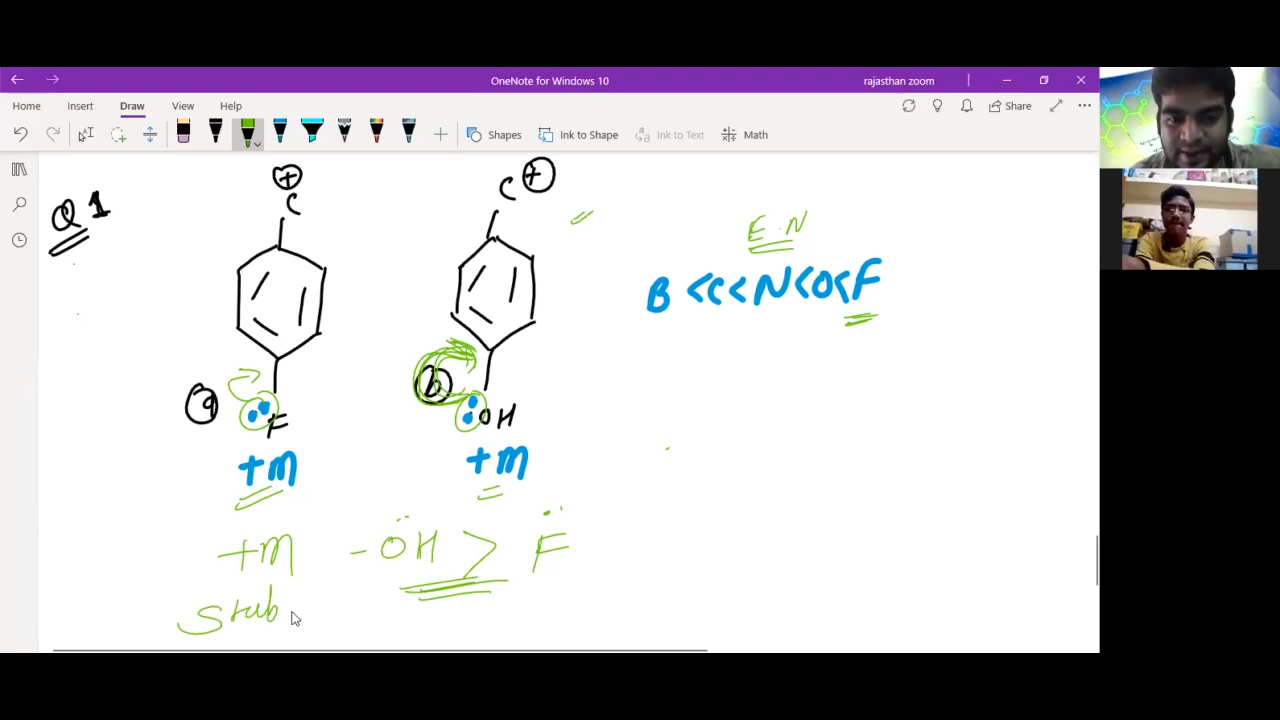 OneNote for Windows 10
rajasthan zoom
Home Insert Draw View Help
Share
Shapes
Ink to Shape
Ink to Text
Math
Q1
⊕
C
C ⊕
E.N
B <C< N<O<F
a
F
b
OH
+M
+M
+M -OH > F
Stab